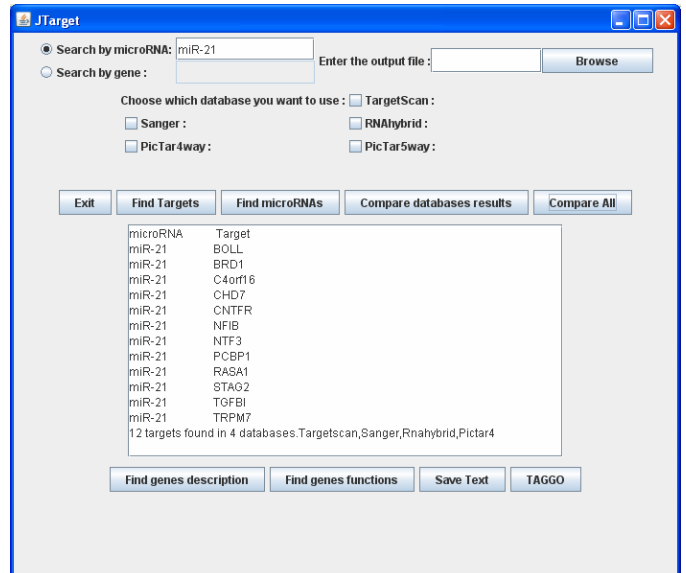 JTarget
Search by microRNA: miR-21
Enter the output file :
Browse
Search by gene :
Choose which database you want to use : TargetScan :
Sanger : RNAhybrid :
PicTar4way : PicTar5way :
Exit Find Targets Find microRNAs Compare databases results Compare All
microRNA Target
miR-21 BOLL
miR-21 BRD1
miR-21 C4orf16
miR-21 CHD7
miR-21 CNTFR
miR-21 NFIB
miR-21 NTF3
miR-21 PCBP1
miR-21 RASA1
miR-21 STAG2
miR-21 TGFBI
miR-21 TRPM7
12 targets found in 4 databases.Targetscan,Sanger,Rnahybrid,Pictar4
Find genes description Find genes functions Save Text TAGGO